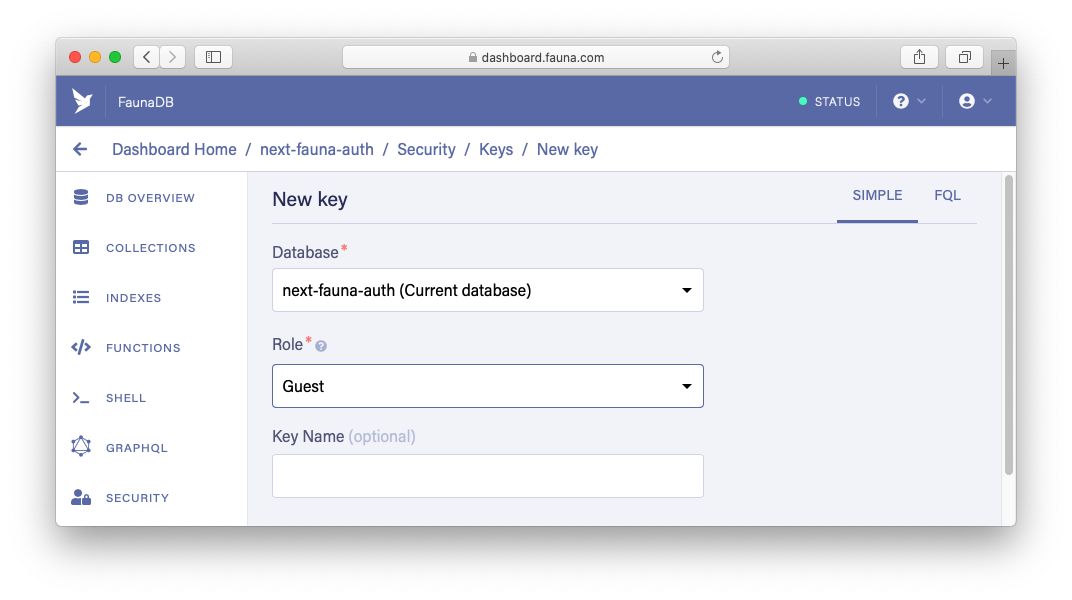 dashboard.fauna.com
FaunaDB
STATUS
Dashboard Home / next-fauna-auth / Security / Keys / New key
DB OVERVIEW
COLLECTIONS
INDEXES
FUNCTIONS
SHELL
GRAPHQL
SECURITY
New key
SIMPLE
FQL
Database*
next-fauna-auth (Current database)
Role*
Guest
Key Name (optional)